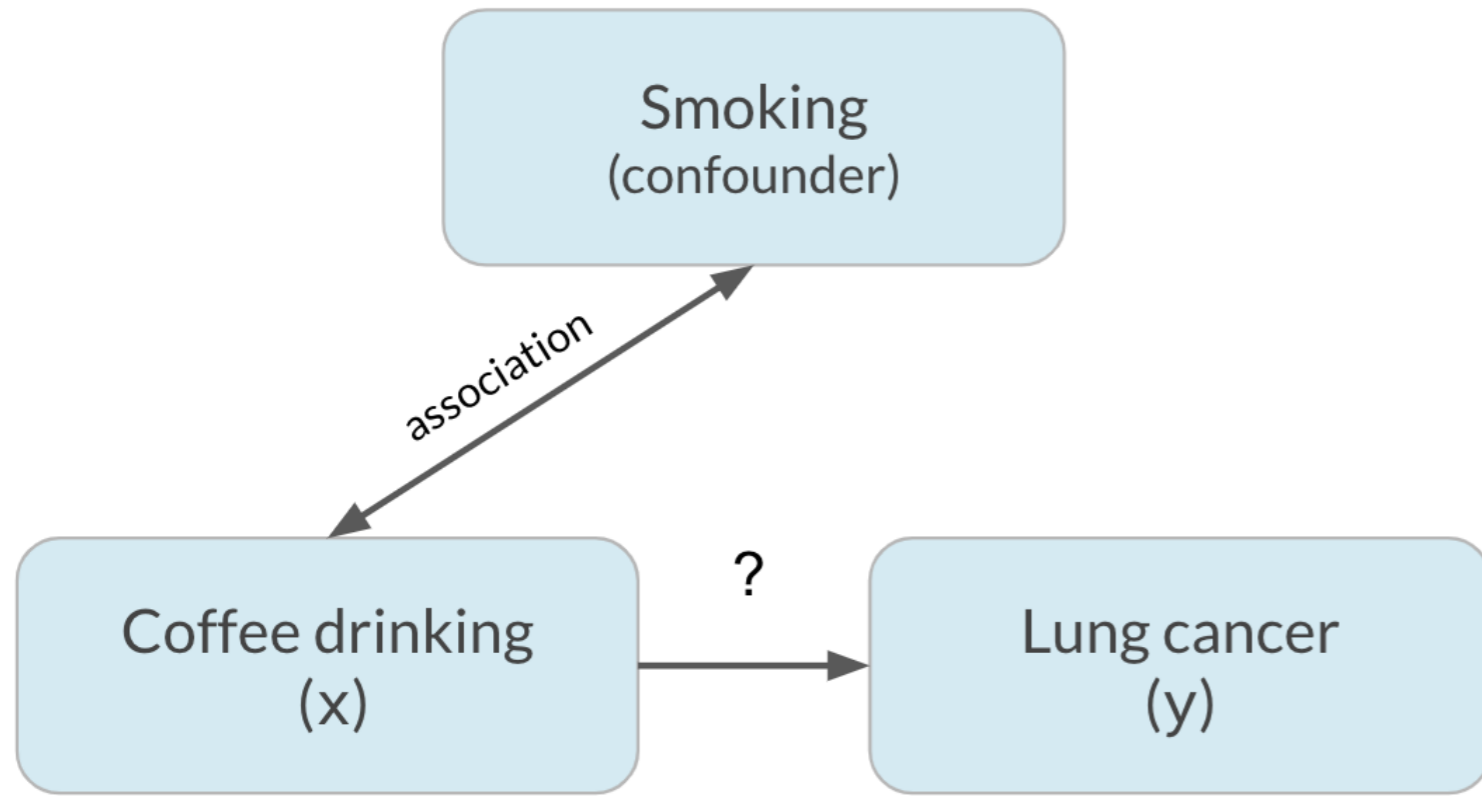 Smoking
(confounder)
association
?
Coffee drinking
(x)
Lung cancer
(y)